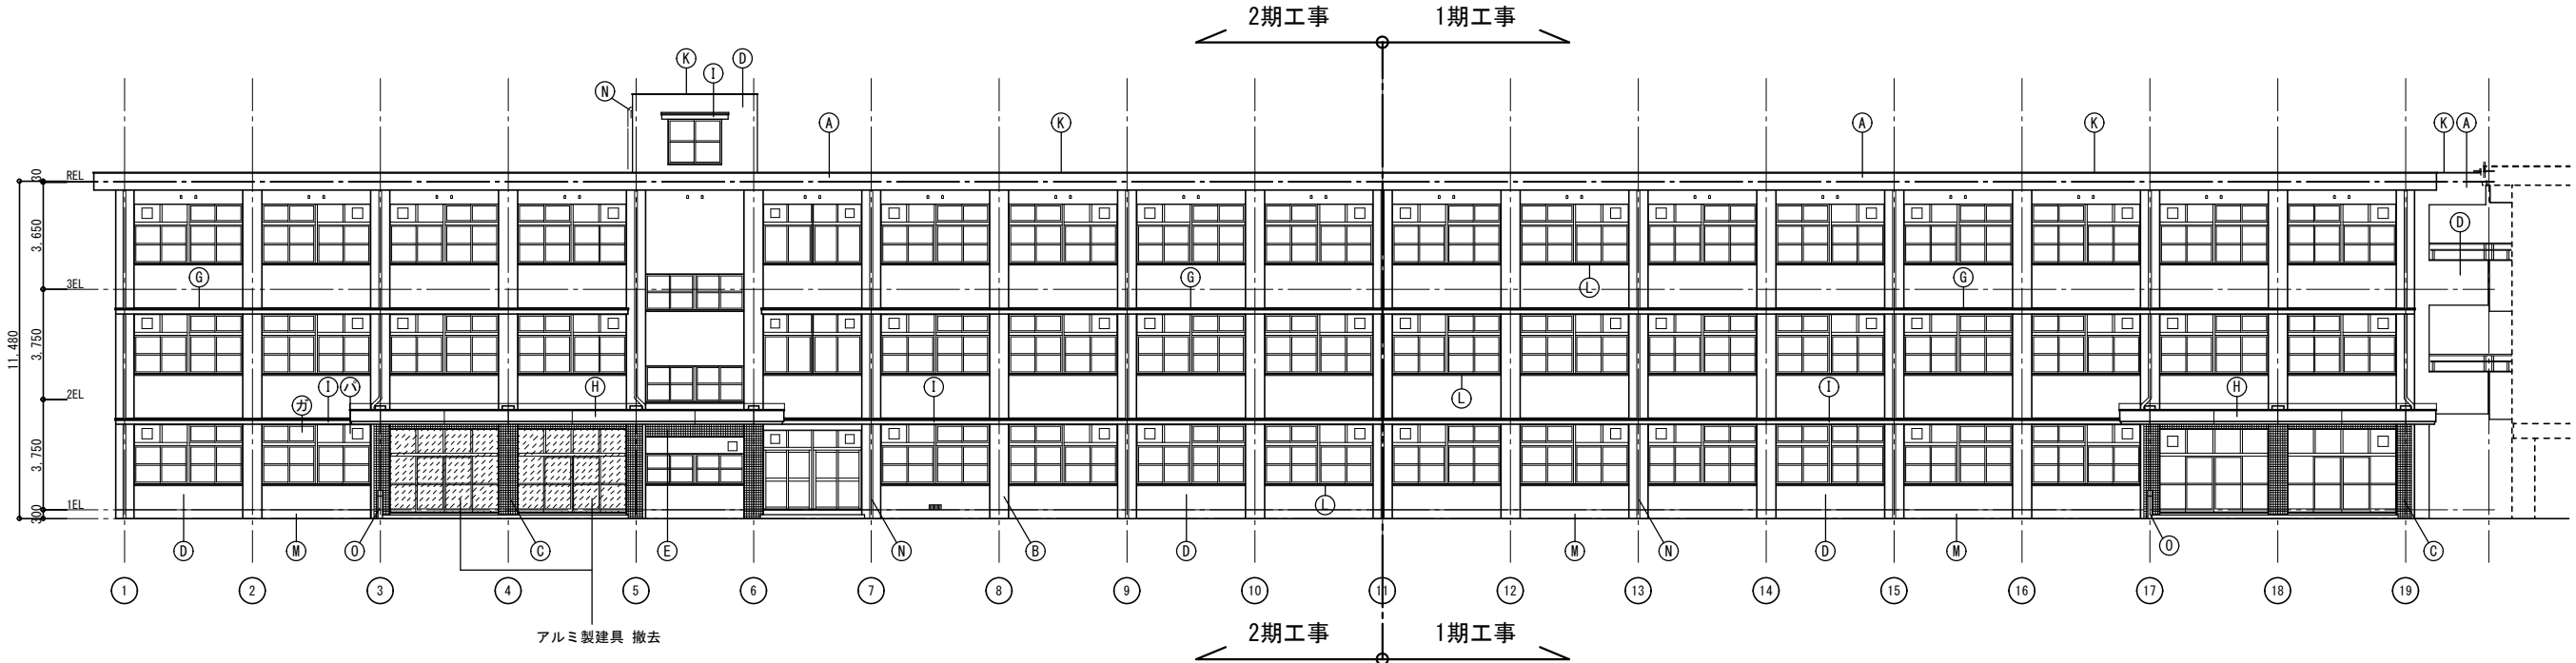 2期工事 1期工事
K I D
N
A K A K K A
REL
30
3,650
D
G G L G
3EL
11,480
3,750
I バ H I L I H
2EL
ガ
3,750
1EL
300
L
D M O C E N B D M N D M O C
1 2 3 4 5 6 7 8 9 10 11 12 13 14 15 16 17 18 19
アルミ製建具 撤去
2期工事 1期工事